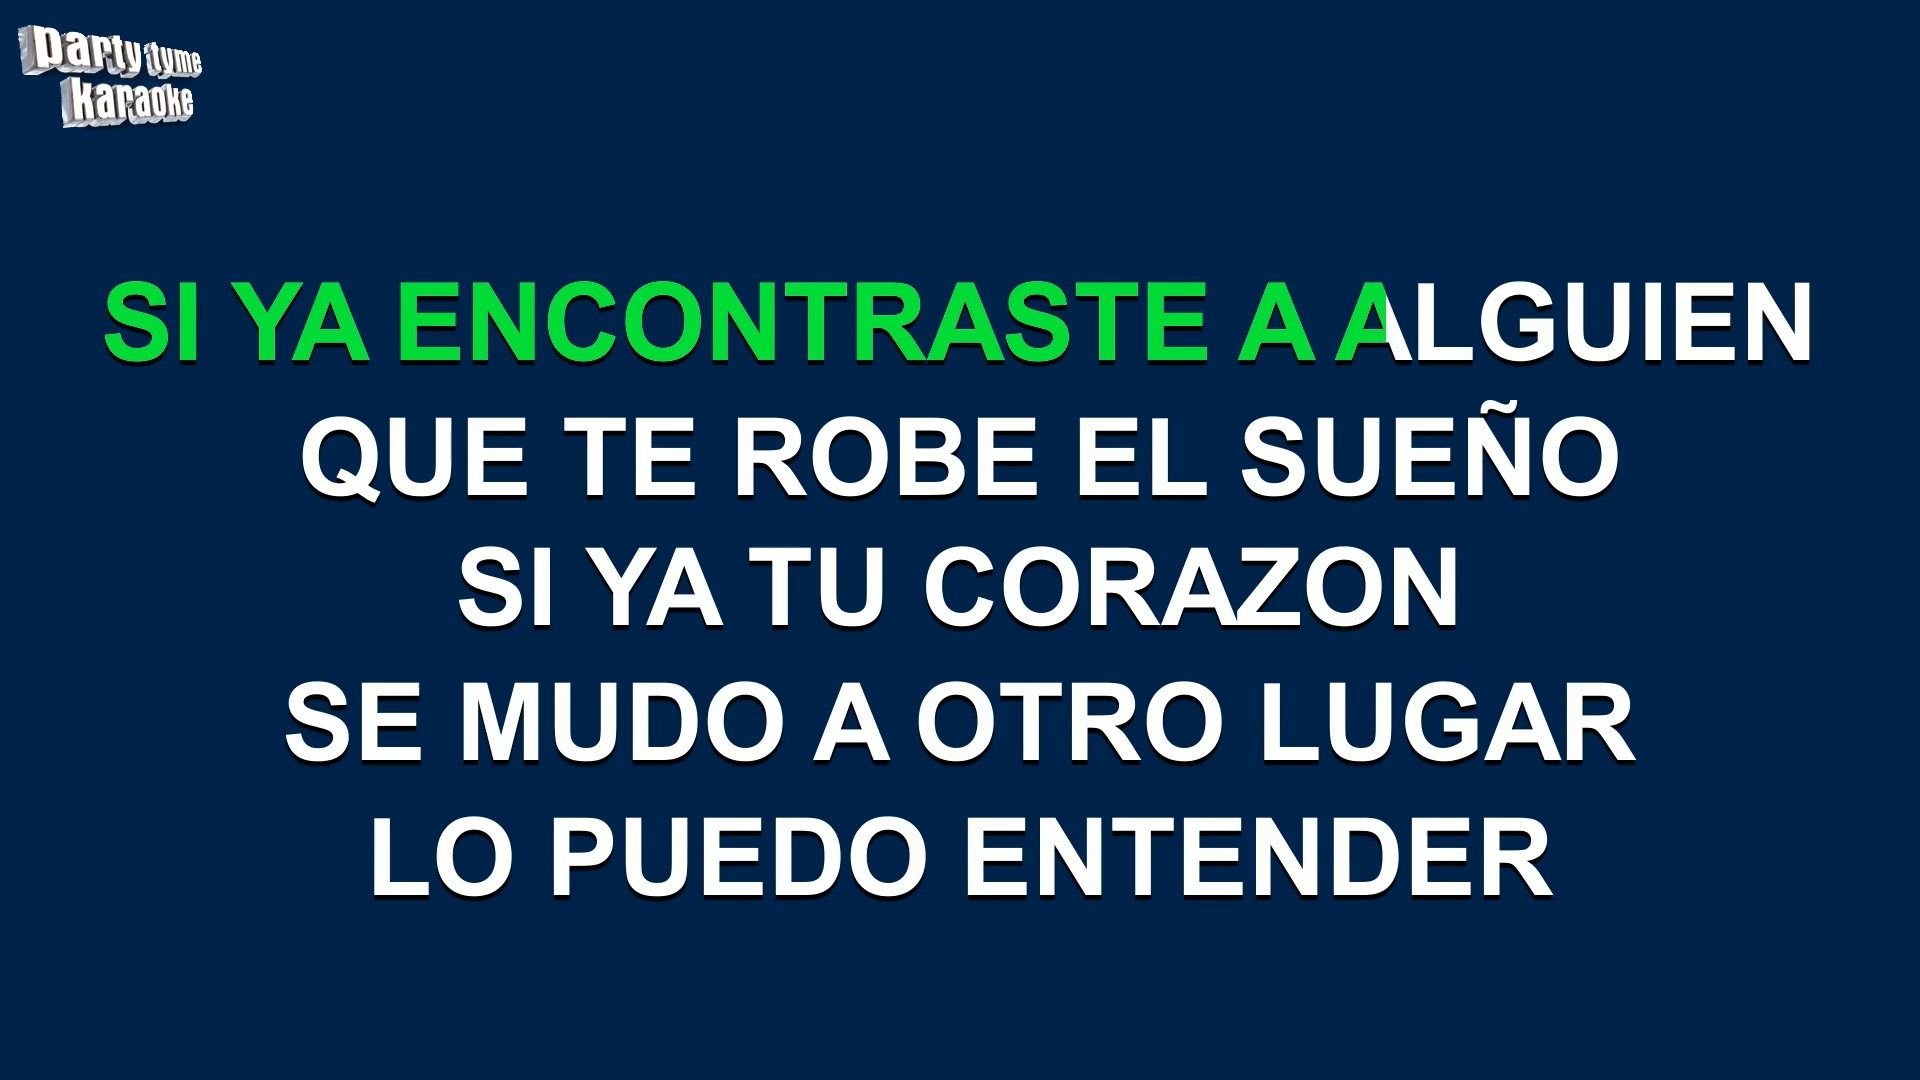 party tyme
karaoke
SI YA ENCONTRASTE A ALGUIEN
QUE TE ROBE EL SUEÑO
SI YA TU CORAZON
SE MUDO A OTRO LUGAR
LO PUEDO ENTENDER